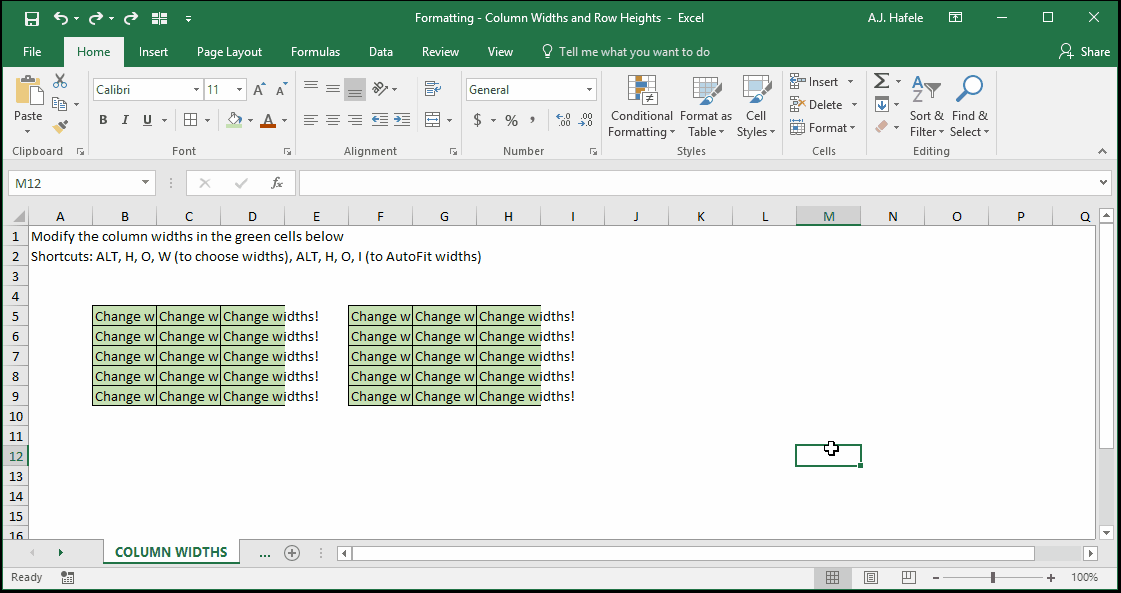 Formatting - Column Widths and Row Heights - Excel
A.J. Hafele
File Home Insert Page Layout Formulas Data Review View Tell me what you want to do Share
Paste
Calibri 11
A A
B I U A
General
$ % , .0 .00 .00 .0
Conditional Formatting
Format as Table
Cell Styles
Insert
Delete
Format
Sort & Filter
Find & Select
Clipboard Font Alignment Number Styles Cells Editing
M12 fx
A B C D E F G H I J K L M N O P Q
1 Modify the column widths in the green cells below
2 Shortcuts: ALT, H, O, W (to choose widths), ALT, H, O, I (to AutoFit widths)
3
4
5 Change w Change w Change widths! Change w Change w Change widths!
6 Change w Change w Change widths! Change w Change w Change widths!
7 Change w Change w Change widths! Change w Change w Change widths!
8 Change w Change w Change widths! Change w Change w Change widths!
9 Change w Change w Change widths! Change w Change w Change widths!
10
11
12
13
14
15
16
COLUMN WIDTHS ...
Ready 100%